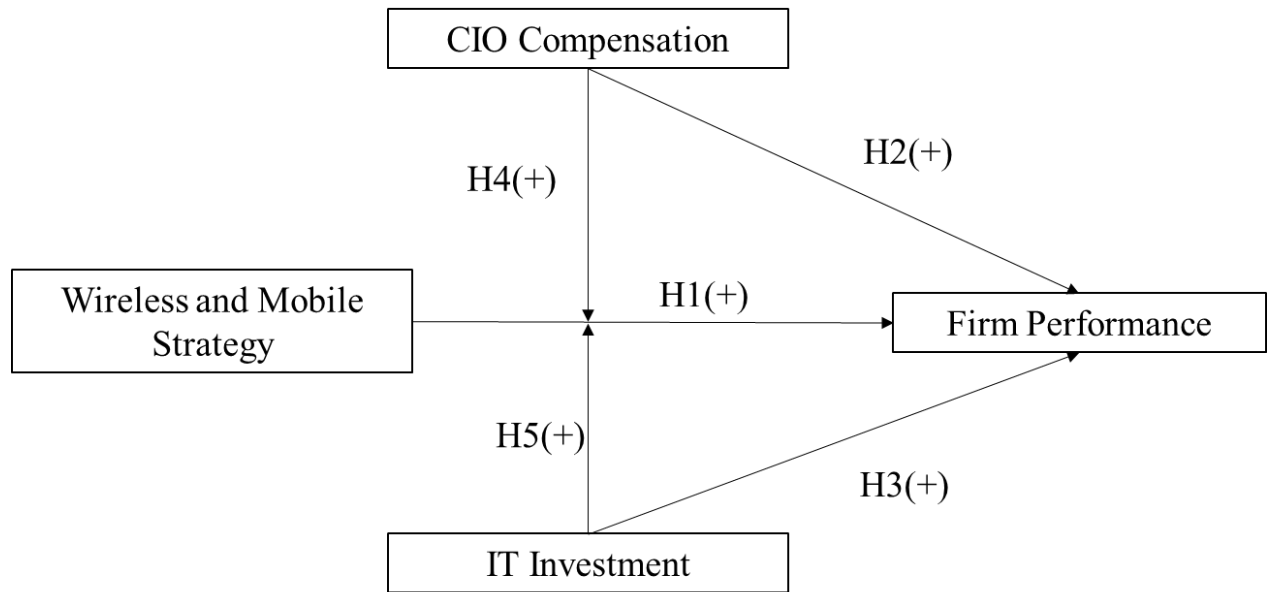 CIO Compensation
H2(+)
H4(+)
Wireless and Mobile
Strategy
H1(+)
Firm Performance
H5(+)
H3(+)
IT Investment